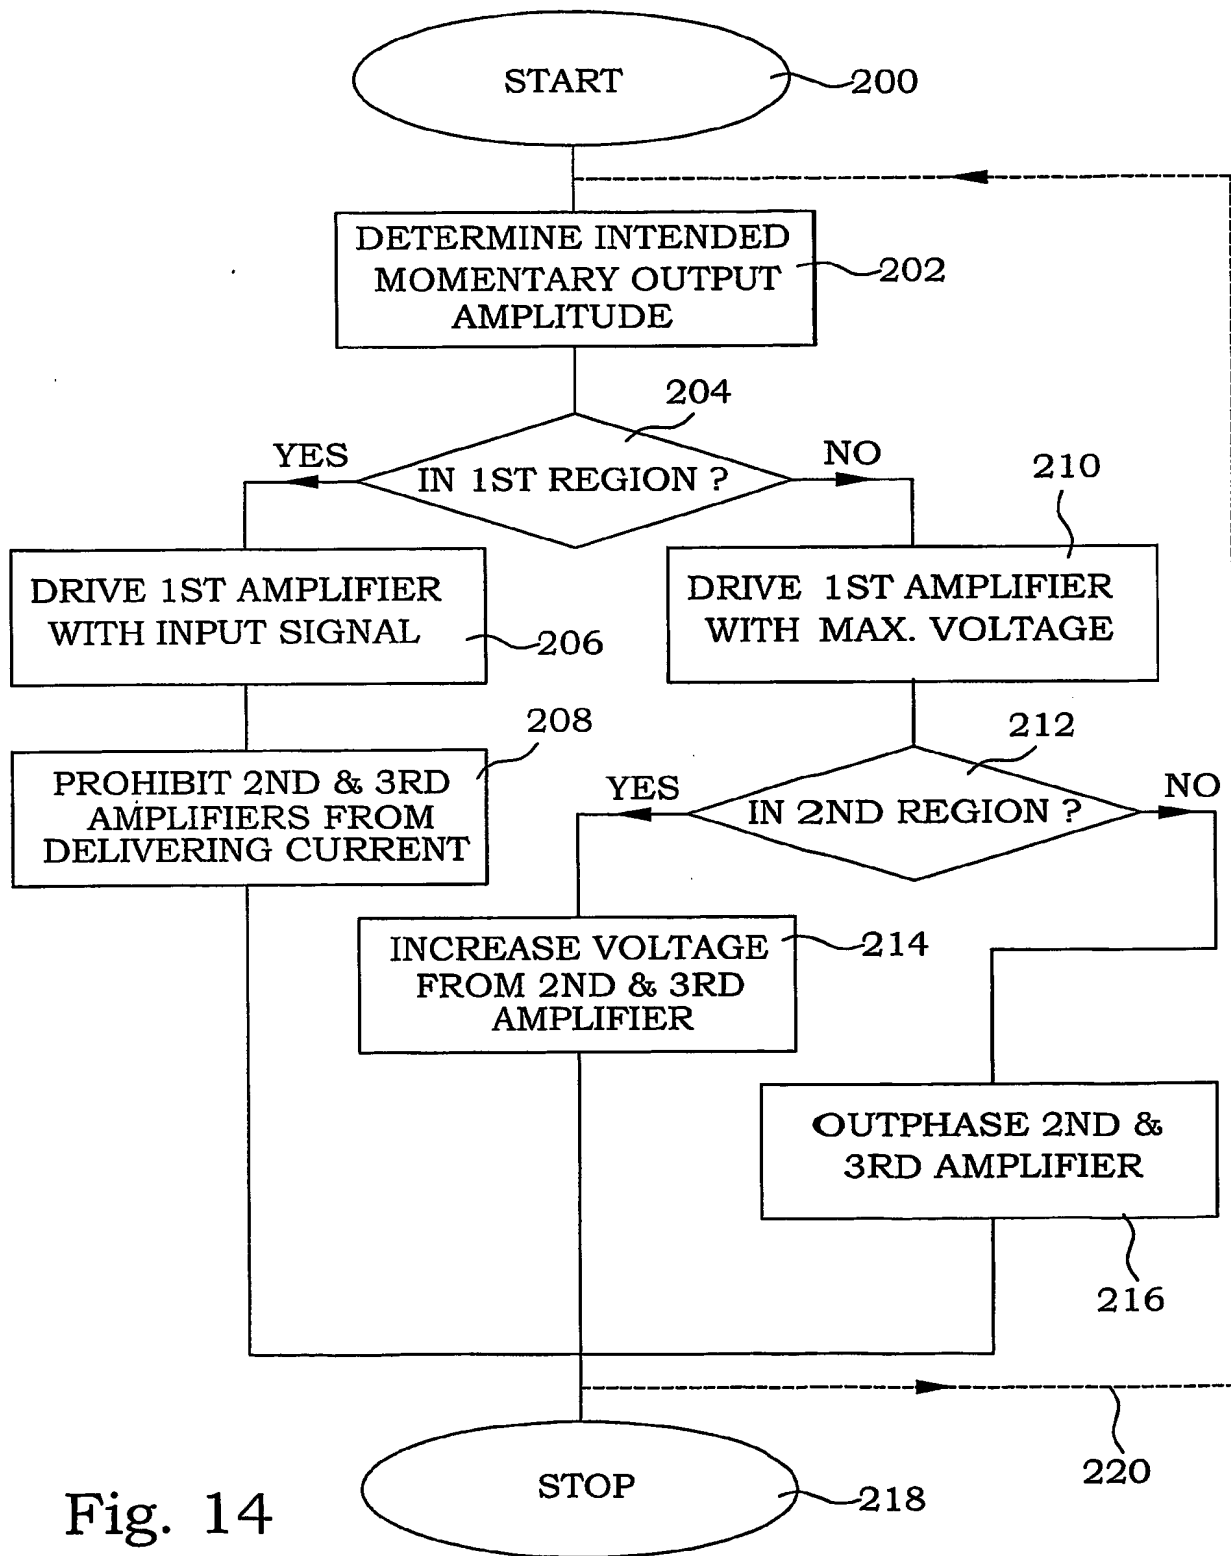 START
200
DETERMINE INTENDED
MOMENTARY OUTPUT
AMPLITUDE
202
204
YES
IN 1ST REGION ?
NO
210
DRIVE 1ST AMPLIFIER
WITH INPUT SIGNAL
206
DRIVE 1ST AMPLIFIER
WITH MAX. VOLTAGE
208
PROHIBIT 2ND & 3RD
AMPLIFIERS FROM
DELIVERING CURRENT
212
YES
IN 2ND REGION ?
NO
INCREASE VOLTAGE
FROM 2ND & 3RD
AMPLIFIER
214
OUTPHASE 2ND &
3RD AMPLIFIER
216
220
STOP
218
Fig. 14